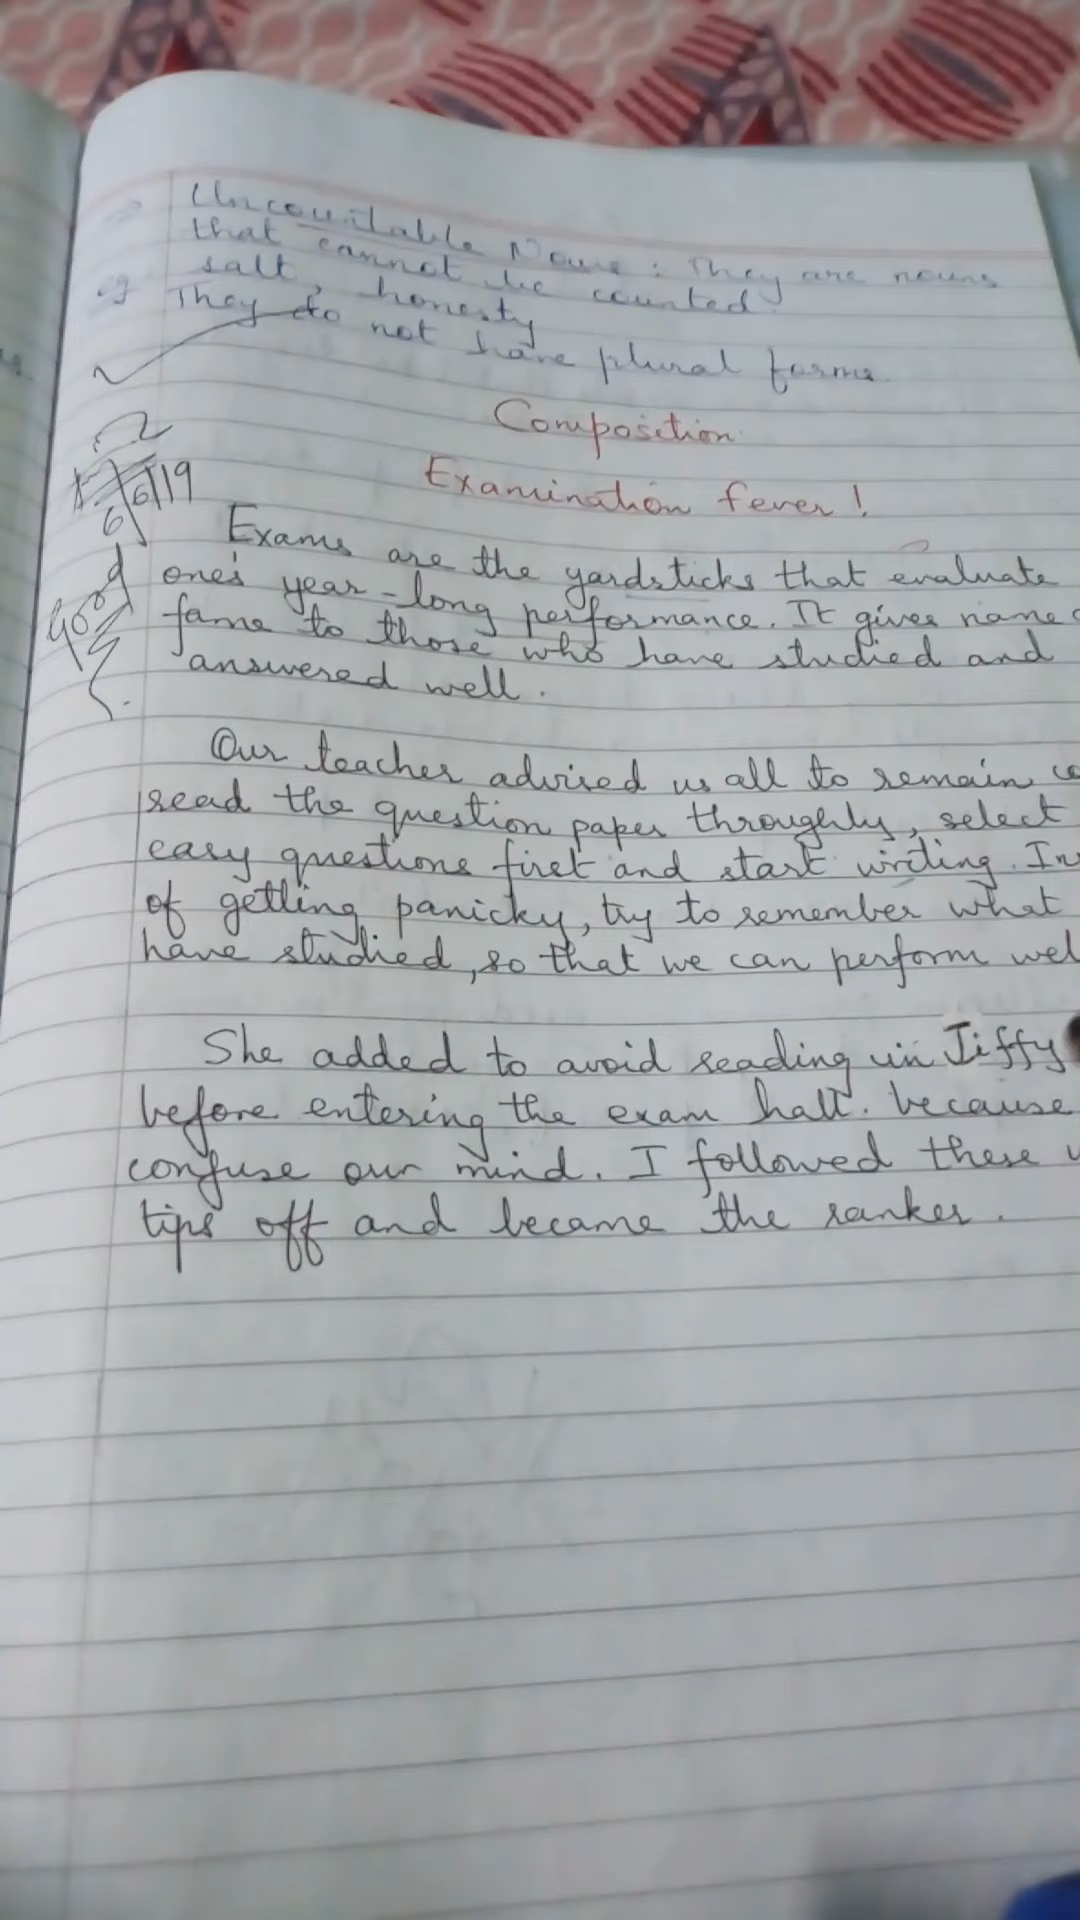 Uncountable Nouns : They are nouns
that cannot be counted.
eg salt, honesty
They do not have plural forms.
Composition
Examination fever!
6/6/19
Good
Exams are the yardsticks that evaluate
one's year-long performance. It gives name
fame to those who have studied and
answered well.
Our teacher advised us all to remain
read the question paper throughly, select
easy questions first and start writing. Ins
of getting panicky, try to remember what
have studied, so that we can perform wel
She added to avoid reading in Jiffy
before entering the exam hall. because
confuse our mind. I followed these
tips off and became the ranker.